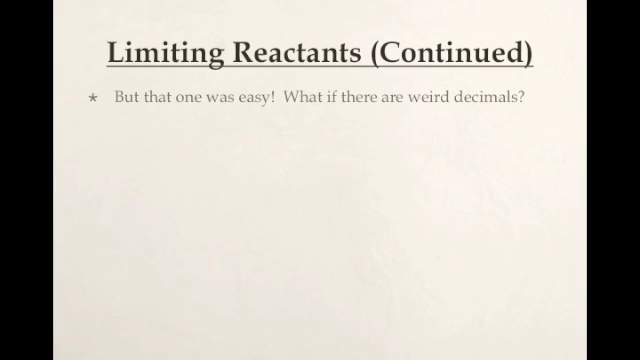 Limiting Reactants (Continued)
* But that one was easy! What if there are weird decimals?